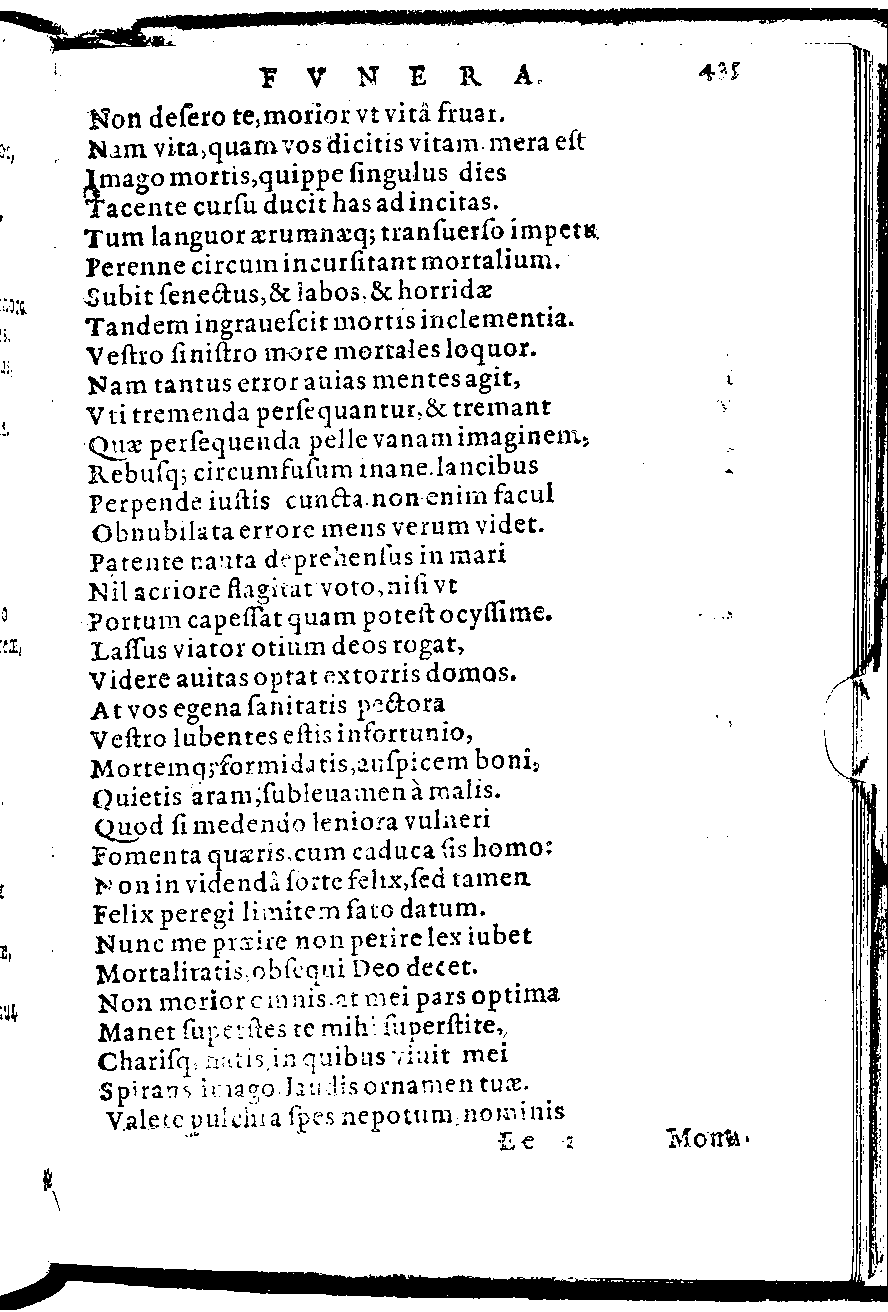 FVNERA. 435
Non desero te, morior vt vitâ fruar.
Nam vita, quam vos dicitis vitam. mera est
Imago mortis, quippe singulus dies
Tacente cursu ducit has ad incitas.
Tum languor ærumnæq; transuerso impetu
Perenne circum incursitant mortalium.
Subit senectus, & labos, & horridæ
Tandem ingrauescit mortis inclementia.
Vestro sinistro more mortales loquor.
Nam tantus error auias mentes agit,
Vti tremenda persequantur, & tremant
Quæ persequenda pelle vanam imaginem,
Rebusq; circumfusum inane. lancibus
Perpende iustis cuncta. non enim facul
Obnubilata errore mens verum videt.
Patente nauta deprehensus in mari
Nil acriore flagitat voto, nisi vt
Portum capessat quam potest ocyssime.
Lassus viator otium deos rogat,
Videre auitas optat extorris domos.
At vos egena sanitatis pectora
Vestro lubentes estis infortunio,
Mortemq; formidatis, auspicem boni,
Quietis aram, subleuamen à malis.
Quod si medendo leniora vulneri
Fomenta quæris, cum caduca sis homo:
Non in videndâ sorte felix, sed tamen
Felix peregi limitem fato datum.
Nunc me præire non perire lex iubet
Mortalitatis, obsequi Deo decet.
Non morior omnis. at mei pars optima
Manet superstes te mihi superstite,
Charisq; natis, in quibus viuit mei
Spirans imago. laudis ornamen tuæ.
Valete pulchra spes nepotum, nominis
Ee 2 Monu-